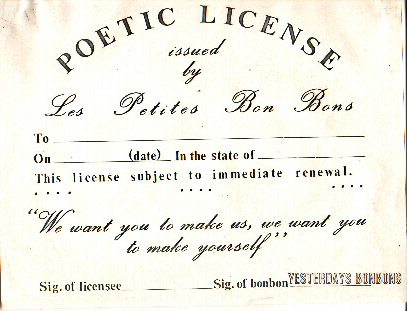 POETIC LICENSE
issued
by
Les Petites Bon Bons
To
On (date) In the state of
This license subject to immediate renewal.
.... .... ....
"We want you to make us, we want you
to make yourself"
Sig. of licensee Sig. of bonbon YESTERDAYS BONBONS